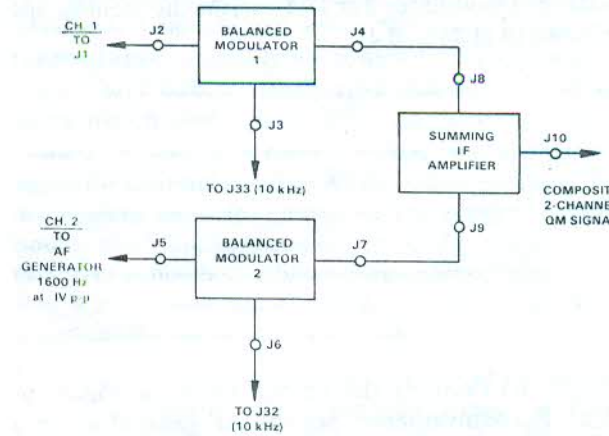 CH. 1
TO
J1
J2
BALANCED
MODULATOR
1
J4
J3
TO J33 (10 kHz)
J8
SUMMING
IF
AMPLIFIER
J10
COMPOSIT
2-CHANNE
QM SIGNA
J9
CH. 2
TO
AF
GENERATOR
1600 Hz
at IV p-p
J5
BALANCED
MODULATOR
2
J7
J6
TO J32
(10 kHz)